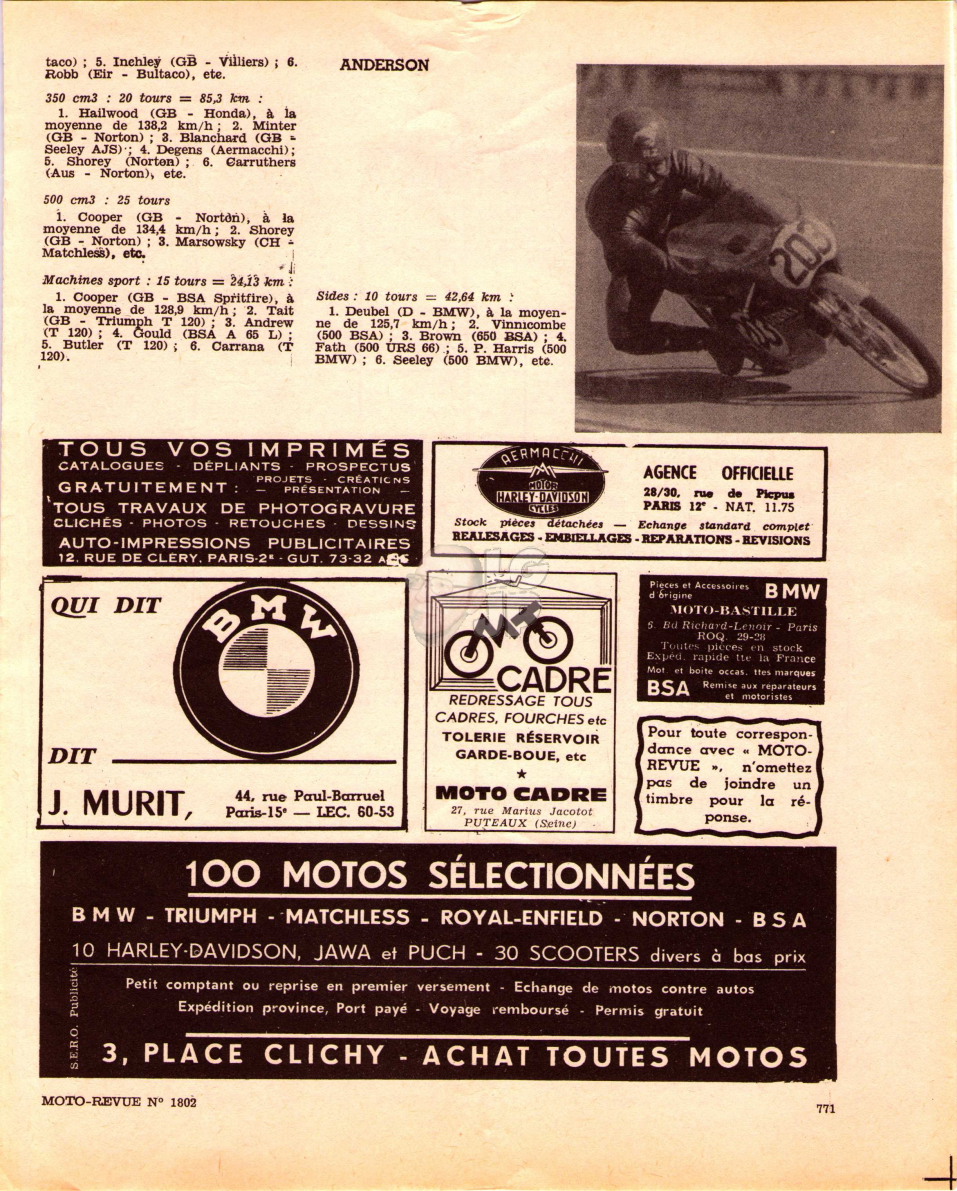 taco) ; 5. Inchley (GB - Villiers) ; 6.
Robb (Eir - Bultaco), etc.
350 cm3 : 20 tours = 85,3 km :
1. Hailwood (GB - Honda), à la
moyenne de 138,2 km/h ; 2. Minter
(GB - Norton) ; 3. Blanchard (GB -
Seeley AJS) ; 4. Degens (Aermacchi) ;
5. Shorey (Norton) ; 6. Carruthers
(Aus - Norton), etc.
500 cm3 : 25 tours
1. Cooper (GB - Norton), à la
moyenne de 134,4 km/h ; 2. Shorey
(GB - Norton) ; 3. Marsowsky (CH -
Matchless), etc.
Machines sport : 15 tours = 24,13 km :
1. Cooper (GB - BSA Spritfire), à
la moyenne de 128,9 km/h ; 2. Tait
(GB - Triumph T 120) ; 3. Andrew
(T 120) ; 4. Gould (BSA A 65 L) ;
5. Butler (T 120) ; 6. Carrana (T
120).
ANDERSON
Sides : 10 tours = 42,64 km :
1. Deubel (D - BMW), à la moyen-
ne de 125,7 km/h ; 2. Vinnicombe
(500 BSA) ; 3. Brown (650 BSA) ; 4.
Fath (500 URS 66) ; 5. P. Harris (500
BMW) ; 6. Seeley (500 BMW), etc.
203
TOUS VOS IMPRIMÉS
CATALOGUES - DÉPLIANTS - PROSPECTUS
GRATUITEMENT : PROJETS - CRÉATIONS
— PRÉSENTATION —
TOUS TRAVAUX DE PHOTOGRAVURE
CLICHÉS - PHOTOS - RETOUCHES - DESSINS
AUTO-IMPRESSIONS PUBLICITAIRES
12, RUE DE CLÉRY, PARIS-2e - GUT. 73-32
AERMACCHI
MOTOR
HARLEY-DAVIDSON
CYCLES
AGENCE OFFICIELLE
28/30, rue de Picpus
PARIS 12e - NAT. 11.75
Stock pièces détachées — Echange standard complet
REALESAGES - EMBIELLAGES - REPARATIONS - REVISIONS
QUI DIT
BMW
DIT
J. MURIT,
44, rue Paul-Barruel
Paris-15e — LEC. 60-53
MT
CADRE
REDRESSAGE TOUS
CADRES, FOURCHES etc
TOLERIE RÉSERVOIR
GARDE-BOUE, etc
★
MOTO CADRE
27, rue Marius Jacotot
PUTEAUX (Seine)
Pièces et Accessoires
d'origine BMW
MOTO-BASTILLE
5, Bd Richard-Lenoir - Paris
ROQ. 29-28
Toutes pièces en stock
Expéd. rapide tte la France
Mot. et boite occas. ttes marques
BSA Remise aux réparateurs
et motoristes
Pour toute correspon-
dance avec « MOTO-
REVUE », n'omettez
pas de joindre un
timbre pour la ré-
ponse.
100 MOTOS SÉLECTIONNÉES
BMW - TRIUMPH - MATCHLESS - ROYAL-ENFIELD - NORTON - BSA
10 HARLEY-DAVIDSON, JAWA et PUCH - 30 SCOOTERS divers à bas prix
Petit comptant ou reprise en premier versement - Echange de motos contre autos
Expédition province, Port payé - Voyage remboursé - Permis gratuit
S.E.R.O. Publicité
3, PLACE CLICHY - ACHAT TOUTES MOTOS
MOTO-REVUE N° 1802
771